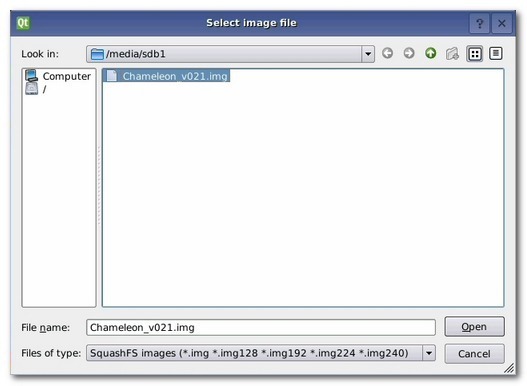 Qt Select image file ? ×
Look in: /media/sdb1
Computer
/
Chameleon_v021.img
File name: Chameleon_v021.img Open
Files of type: SquashFS images (*.img *.img128 *.img192 *.img224 *.img240) Cancel